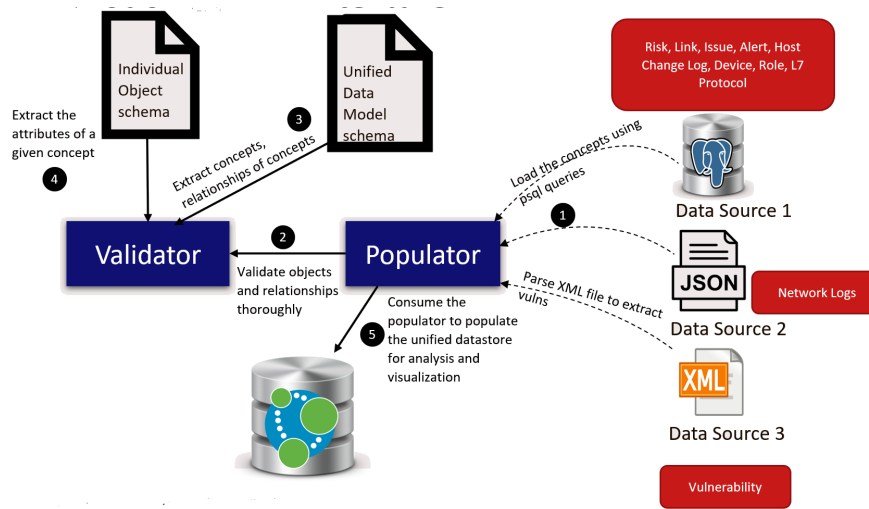 Individual
Object
schema
Unified
Data
Model
schema
Risk, Link, Issue, Alert, Host
Change Log, Device, Role, L7
Protocol
Extract the
attributes of a
given concept
4
3
Extract concepts,
relationships of concepts
Load the concepts using
psql queries
Data Source 1
1
Validator
2
Populator
Validate objects
and relationships
thoroughly
JSON
Network Logs
Parse XML file to extract
vulns
Data Source 2
5
Consume the
populator to populate
the unified datastore
for analysis and
visualization
XML
Data Source 3
Vulnerability